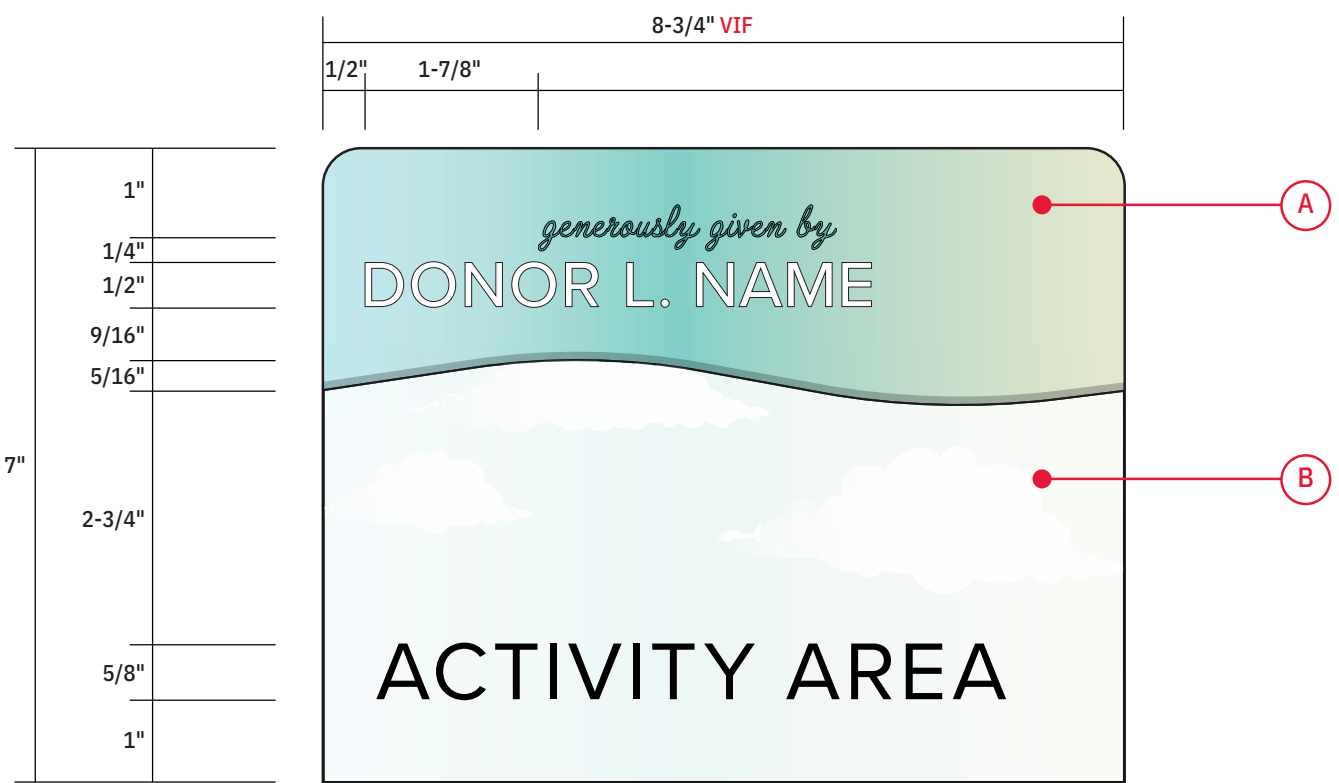 8-3/4" VIF
1/2" 1-7/8"
1"
1/4"
1/2"
9/16"
5/16"
7"
2-3/4"
5/8"
1"
generously given by
DONOR L. NAME
ACTIVITY AREA
A
B